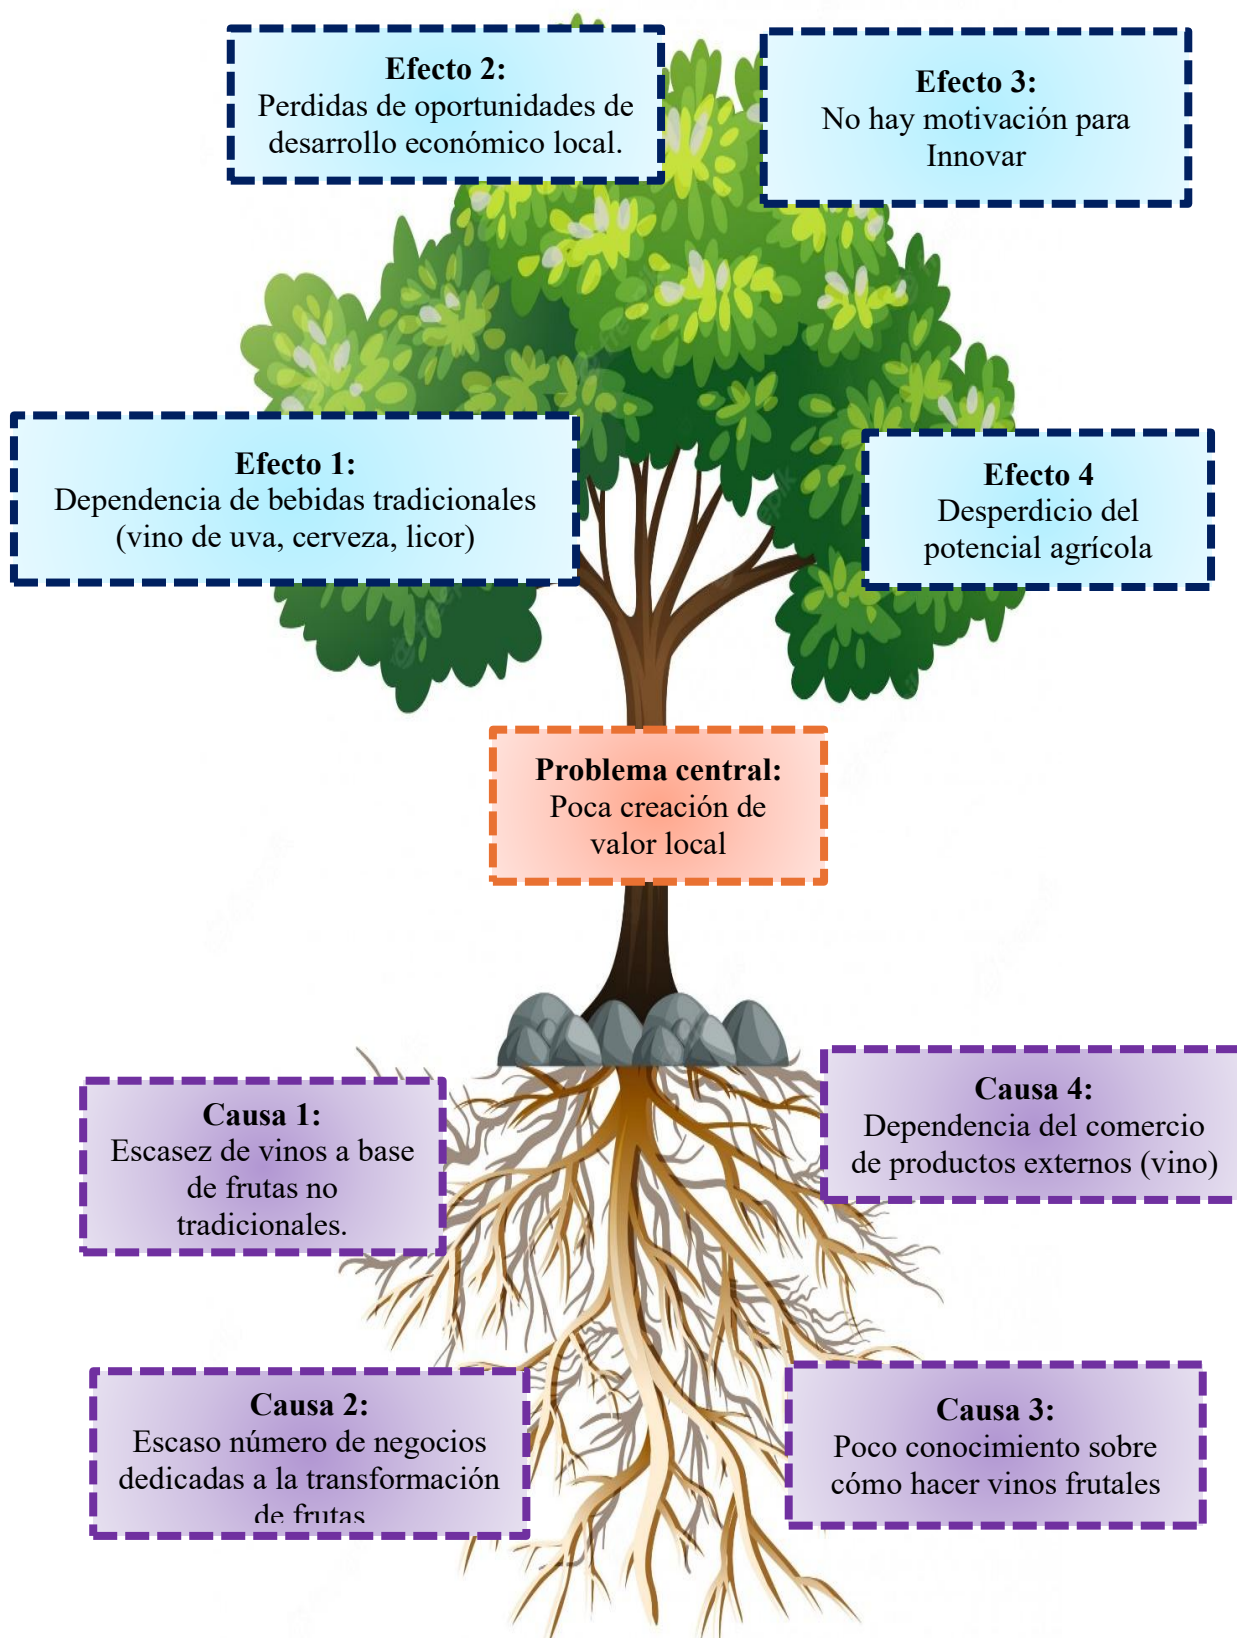 Efecto 2:
Perdidas de oportunidades de
desarrollo económico local.
Efecto 3:
No hay motivación para
Innovar
Efecto 1:
Dependencia de bebidas tradicionales
(vino de uva, cerveza, licor)
Efecto 4
Desperdicio del
potencial agrícola
Problema central:
Poca creación de
valor local
Causa 1:
Escasez de vinos a base
de frutas no
tradicionales.
Causa 4:
Dependencia del comercio
de productos externos (vino)
Causa 2:
Escaso número de negocios
dedicadas a la transformación
de frutas
Causa 3:
Poco conocimiento sobre
cómo hacer vinos frutales